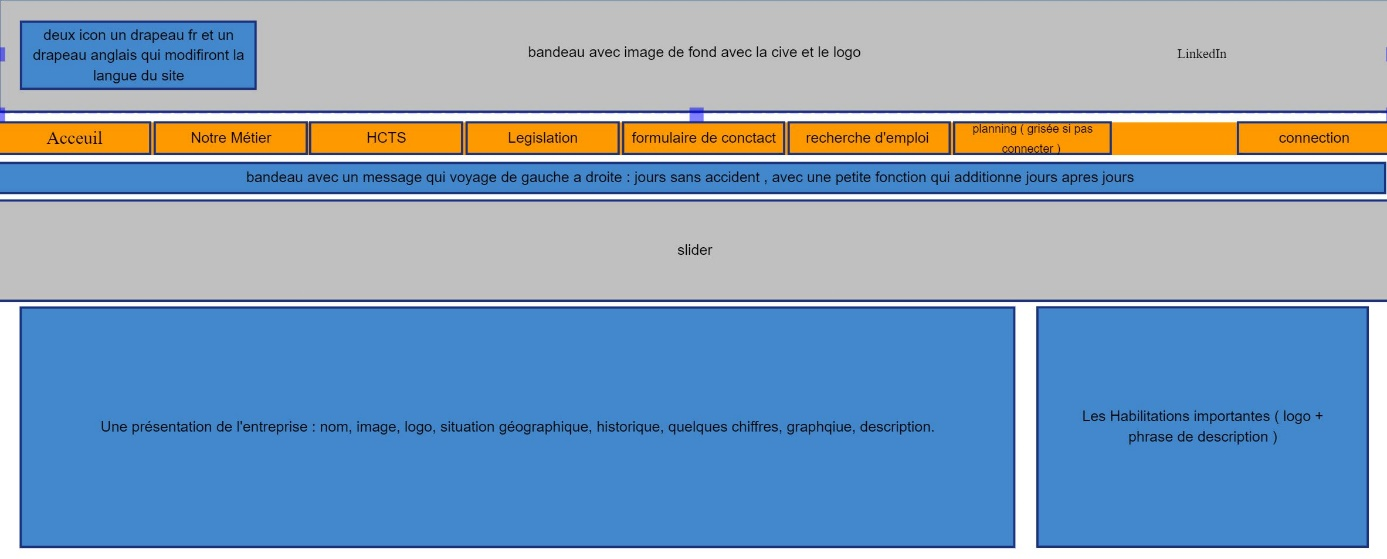 deux icon un drapeau fr et un
drapeau anglais qui modifiront la
langue du site
bandeau avec image de fond avec la cive et le logo
LinkedIn
Acceuil
Notre Métier
HCTS
Legislation
formulaire de conctact
recherche d'emploi
planning ( grisée si pas
connecter )
connection
bandeau avec un message qui voyage de gauche a droite : jours sans accident , avec une petite fonction qui additionne jours apres jours
slider
Une présentation de l'entreprise : nom, image, logo, situation géographique, historique, quelques chiffres, graphqiue, description.
Les Habilitations importantes ( logo +
phrase de description )